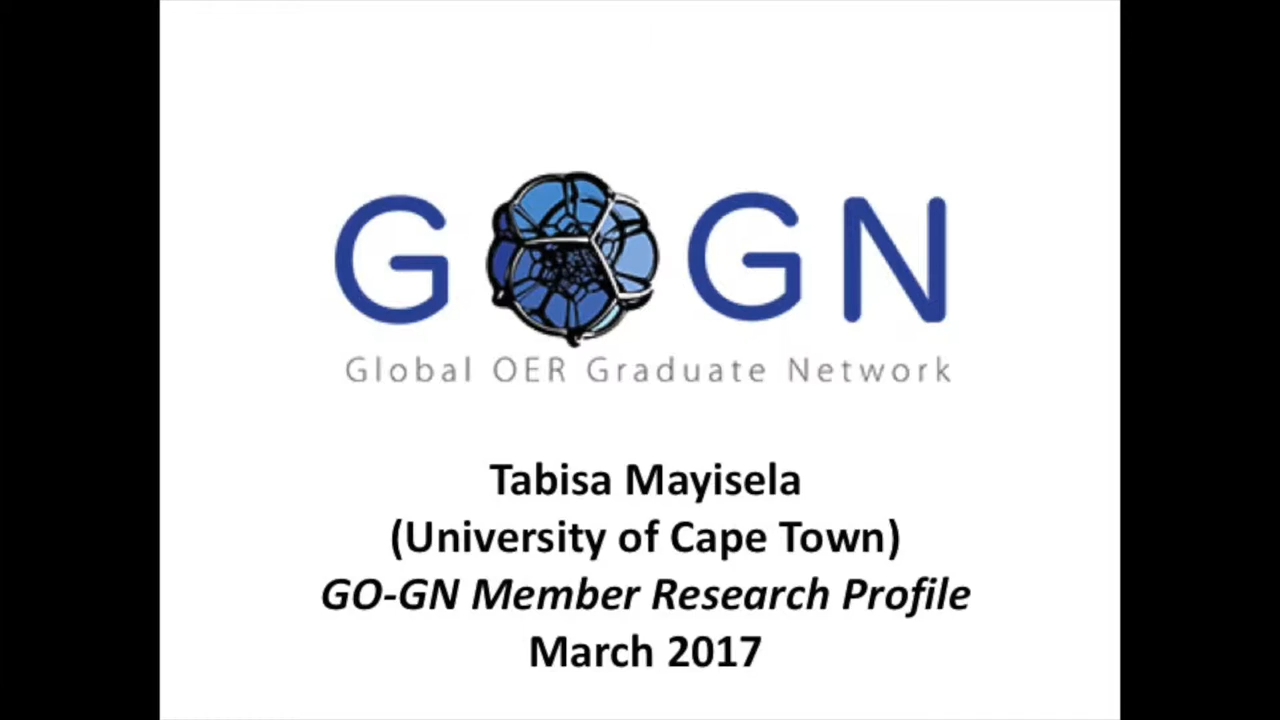 GOGN
Global OER Graduate Network
Tabisa Mayisela
(University of Cape Town)
GO-GN Member Research Profile
March 2017